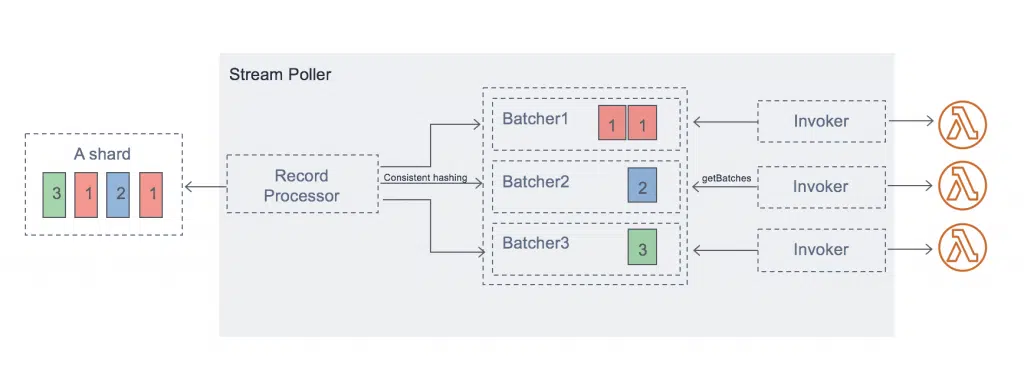 Stream Poller
A shard
3 1 2 1
Record
Processor
Consistent hashing
Batcher1
1 1
Batcher2
2
Batcher3
3
getBatches
Invoker
Invoker
Invoker